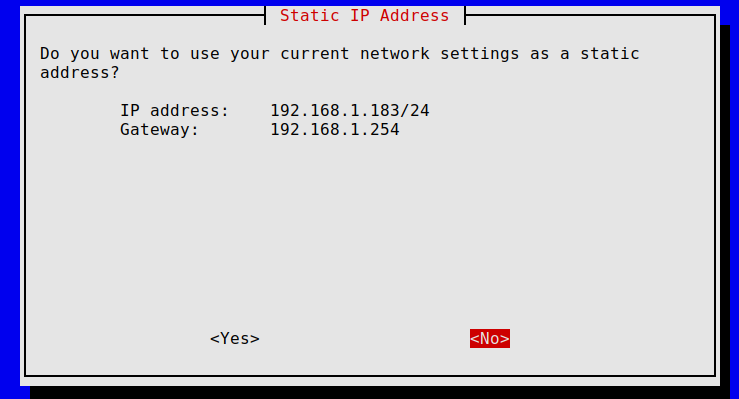 Static IP Address
Do you want to use your current network settings as a static
address?
IP address: 192.168.1.183/24
Gateway: 192.168.1.254
<Yes> <No>